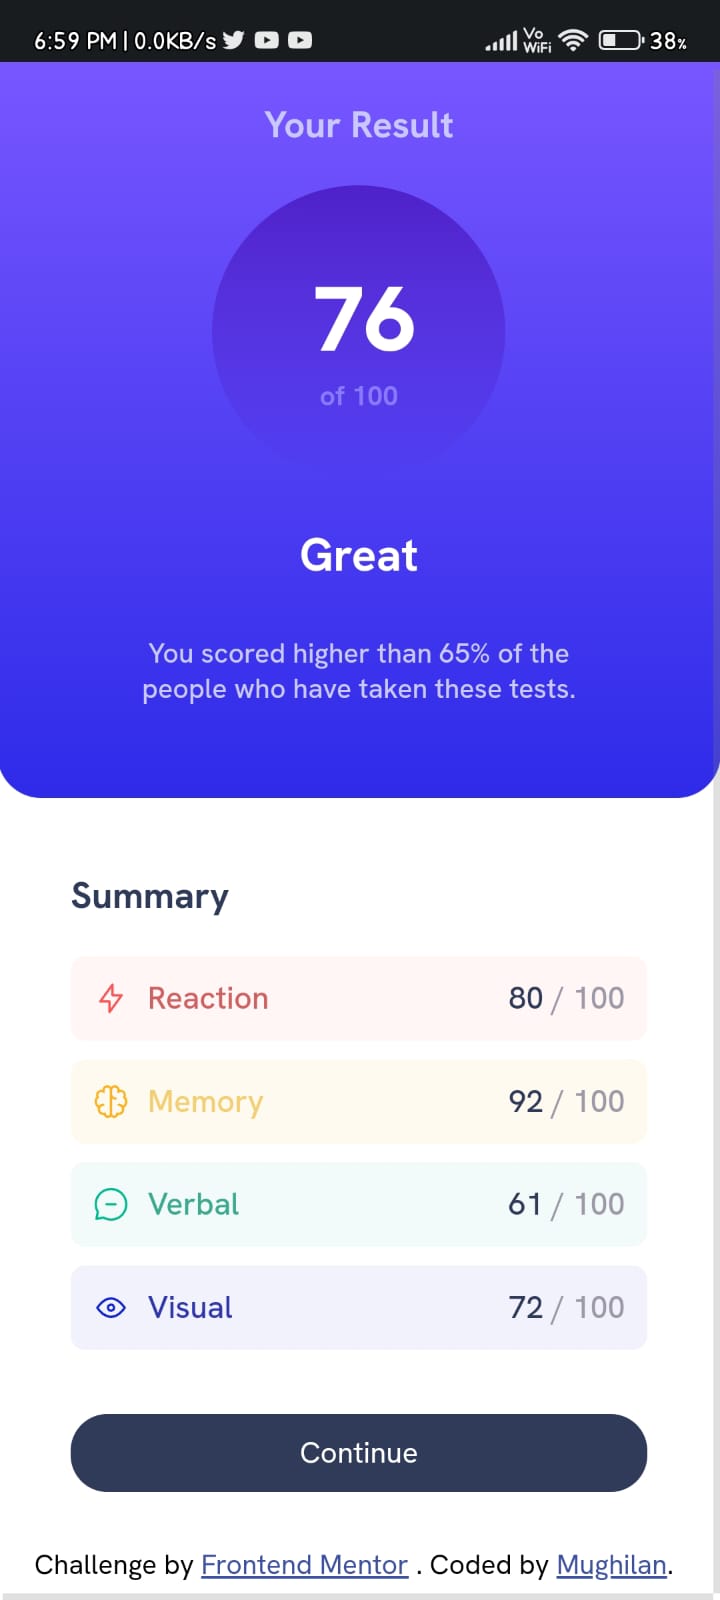 6:59 PM | 0.0KB/s Vo WiFi 38%
Your Result
76
of 100
Great
You scored higher than 65% of the
people who have taken these tests.
Summary
Reaction 80 / 100
Memory 92 / 100
Verbal 61 / 100
Visual 72 / 100
Continue
Challenge by Frontend Mentor . Coded by Mughilan.